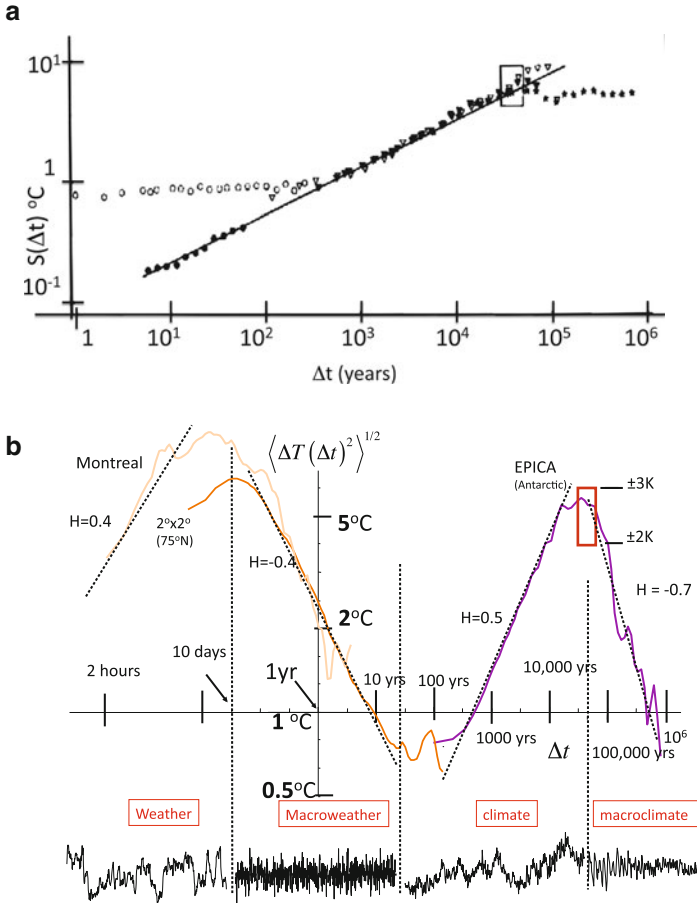 a
10¹
1
10⁻¹
S(Δt) °C
1
10¹
10²
10³
10⁴
10⁵
10⁶
Δt (years)
b
⟨ΔT(Δt)²⟩^1/2
Montreal
EPICA
(Antarctic)
±3K
5°C
H=0.4
2°x2°
(75°N)
±2K
H=-0.4
H = -0.7
2°C
H=0.5
10 days
2 hours
1yr
10 yrs
100 yrs
10,000 yrs
1 °C
1000 yrs
Δt
100,000 yrs
10⁶
0.5°C
Weather
Macroweather
climate
macroclimate